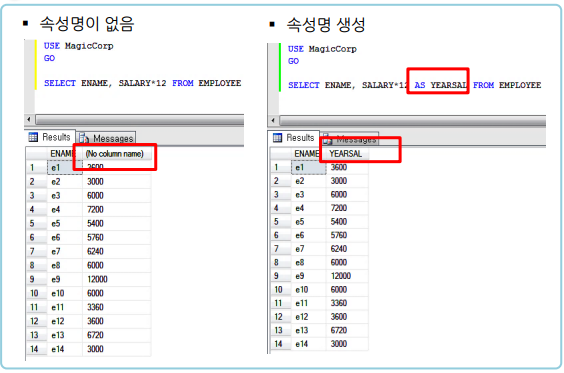 ▪ 속성명이 없음
USE MagicCorp
GO
SELECT ENAME, SALARY*12 FROM EMPLOYEE
Results Messages
ENAME (No column name)
1 e1 3600
2 e2 3000
3 e3 6000
4 e4 7200
5 e5 5400
6 e6 5760
7 e7 6240
8 e8 6000
9 e9 12000
10 e10 6000
11 e11 3360
12 e12 3600
13 e13 6720
14 e14 3000
▪ 속성명 생성
USE MagicCorp
GO
SELECT ENAME, SALARY*12 AS YEARSAL FROM EMPLOYEE
Results Messages
ENAME YEARSAL
1 e1 3600
2 e2 3000
3 e3 6000
4 e4 7200
5 e5 5400
6 e6 5760
7 e7 6240
8 e8 6000
9 e9 12000
10 e10 6000
11 e11 3360
12 e12 3600
13 e13 6720
14 e14 3000